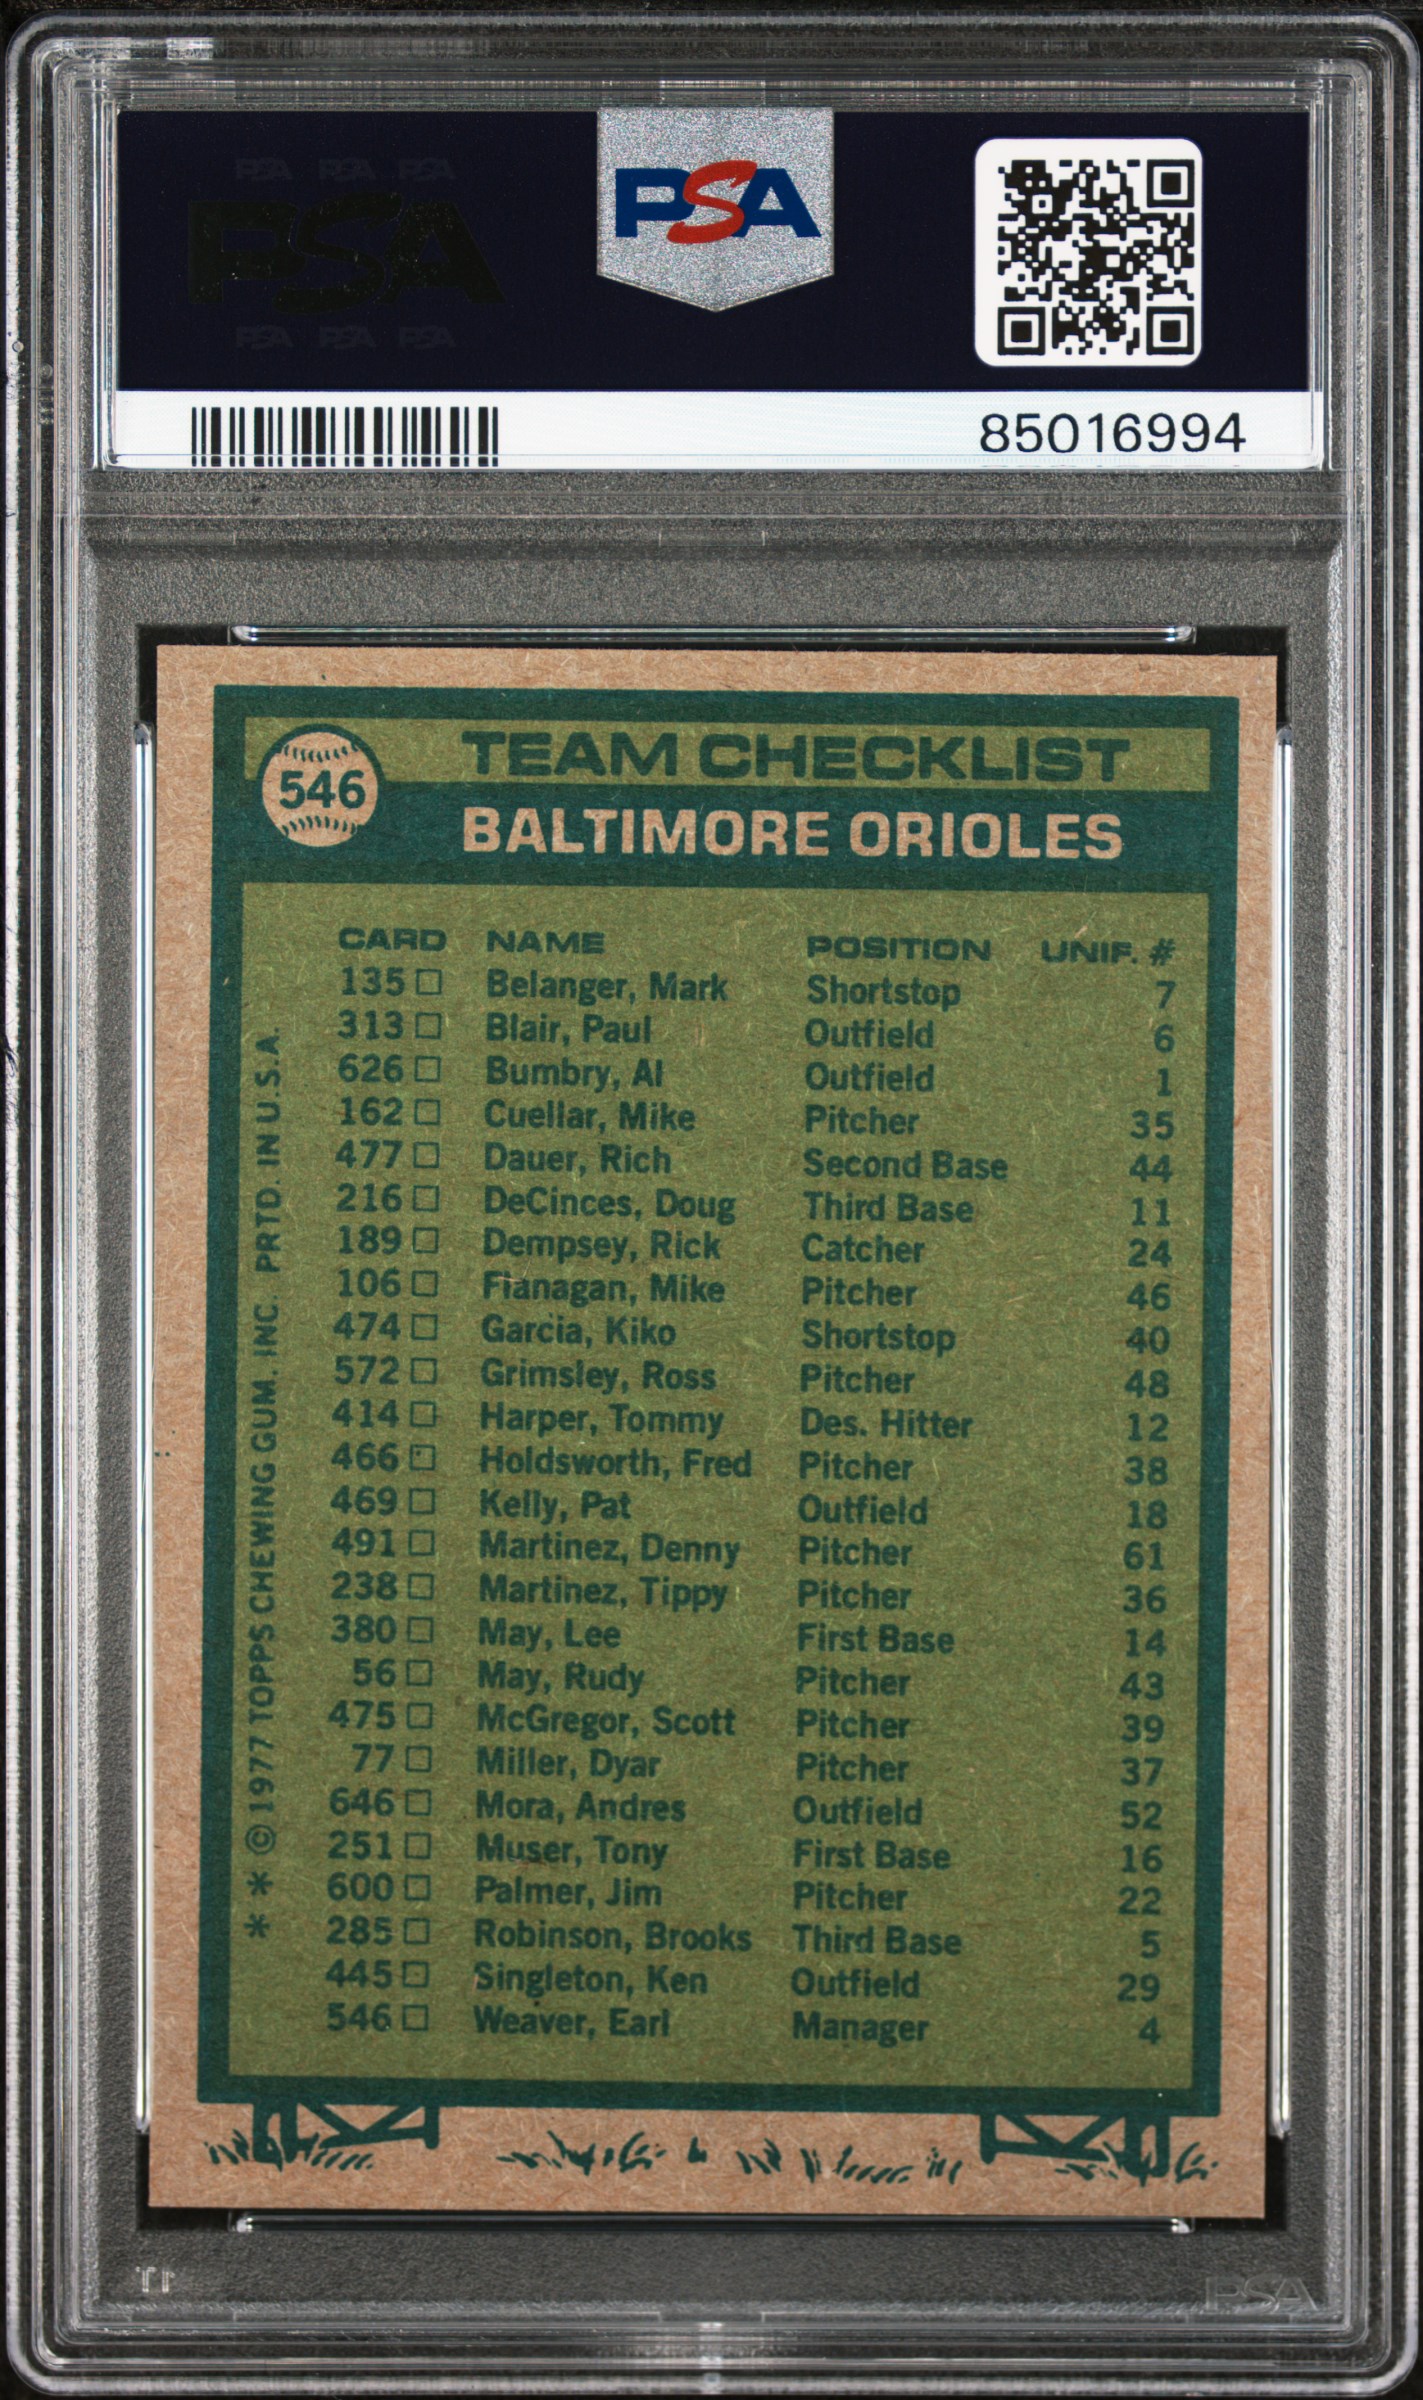 PSA PSA PSA
PSA
PSA PSA PSA
PSA
85016994
546
TEAM CHECKLIST
BALTIMORE ORIOLES
CARD NAME POSITION UNIF. #
135 Belanger, Mark Shortstop 7
313 Blair, Paul Outfield 6
626 Bumbry, Al Outfield 1
162 Cuellar, Mike Pitcher 35
477 Dauer, Rich Second Base 44
216 DeCinces, Doug Third Base 11
189 Dempsey, Rick Catcher 24
106 Flanagan, Mike Pitcher 46
474 Garcia, Kiko Shortstop 40
572 Grimsley, Ross Pitcher 48
414 Harper, Tommy Des. Hitter 12
466 Holdsworth, Fred Pitcher 38
469 Kelly, Pat Outfield 18
491 Martinez, Denny Pitcher 61
238 Martinez, Tippy Pitcher 36
380 May, Lee First Base 14
56 May, Rudy Pitcher 43
475 McGregor, Scott Pitcher 39
77 Miller, Dyar Pitcher 37
646 Mora, Andres Outfield 52
251 Muser, Tony First Base 16
600 Palmer, Jim Pitcher 22
285 Robinson, Brooks Third Base 5
445 Singleton, Ken Outfield 29
546 Weaver, Earl Manager 4
* * © 1977 TOPPS CHEWING GUM. INC. PRTD. IN U.S.A.
PSA